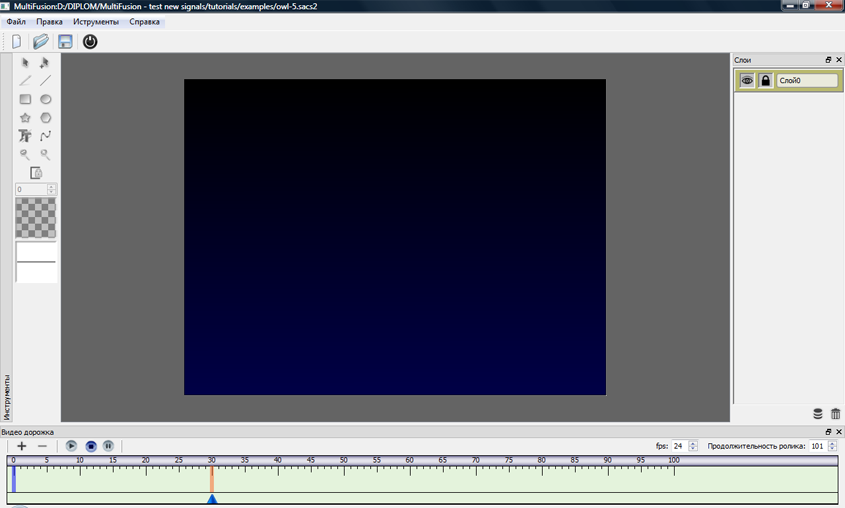 MultiFusion:D:/DIPLOM/MultiFusion - test new signals/tutorials/examples/owl-5.sacs2
Файл Правка Иструменты Справка
Слои
Слой0
0
Инструменты
Видео дорожка
fps: 24 Продолжительность ролика: 101
0 5 10 15 20 25 30 35 40 45 50 55 60 65 70 75 80 85 90 95 100